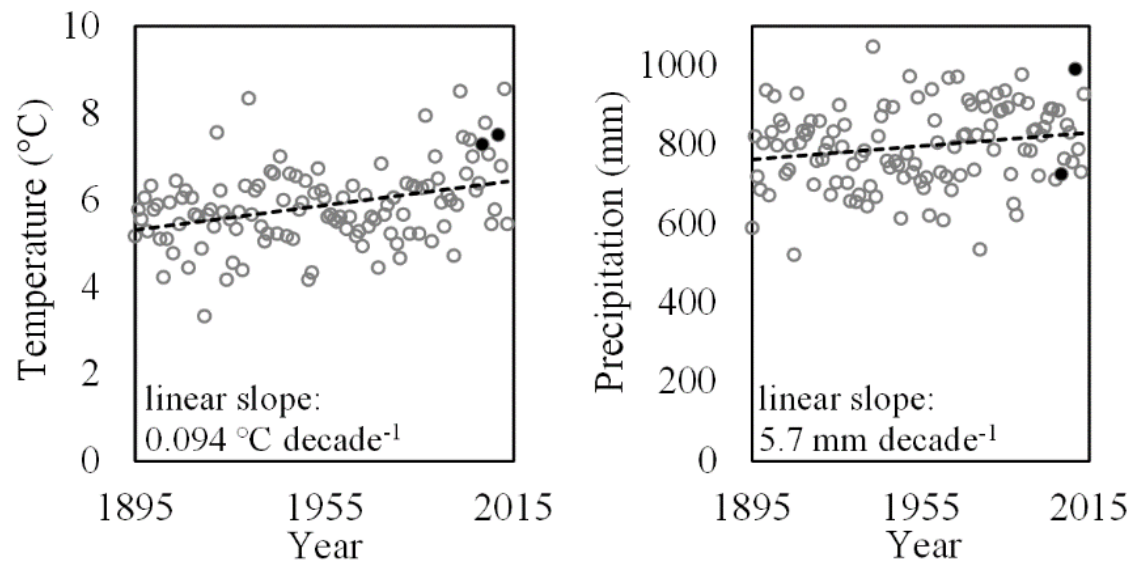 Temperature (°C)
10
8
6
4
2
0
linear slope:
0.094 °C decade⁻¹
1895
1955
2015
Year
Precipitation (mm)
1000
800
600
400
200
0
linear slope:
5.7 mm decade⁻¹
1895
1955
2015
Year